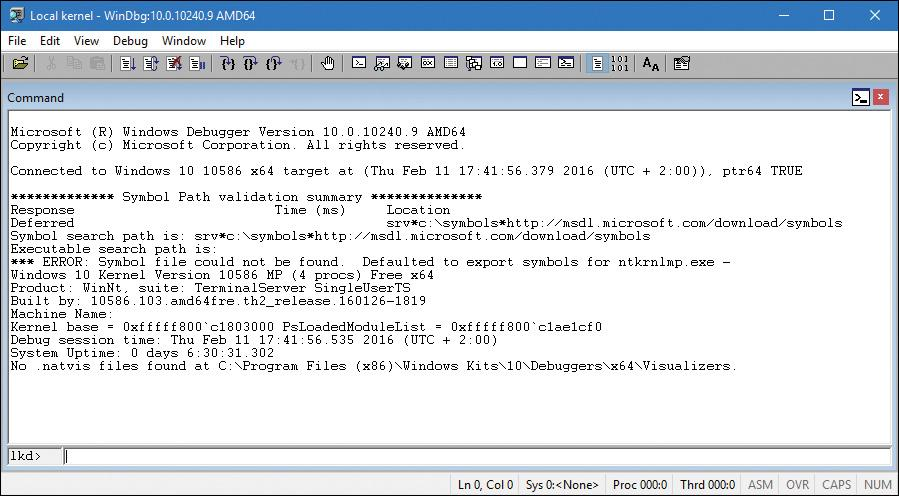 Local kernel - WinDbg:10.0.10240.9 AMD64
File Edit View Debug Window Help
Command
Microsoft (R) Windows Debugger Version 10.0.10240.9 AMD64
Copyright (c) Microsoft Corporation. All rights reserved.
Connected to Windows 10 10586 x64 target at (Thu Feb 11 17:41:56.379 2016 (UTC + 2:00)), ptr64 TRUE
************* Symbol Path validation summary **************
Response Time (ms) Location
Deferred srv*c:\symbols*http://msdl.microsoft.com/download/symbols
Symbol search path is: srv*c:\symbols*http://msdl.microsoft.com/download/symbols
Executable search path is:
*** ERROR: Symbol file could not be found. Defaulted to export symbols for ntkrnlmp.exe -
Windows 10 Kernel Version 10586 MP (4 procs) Free x64
Product: WinNt, suite: TerminalServer SingleUserTS
Built by: 10586.103.amd64fre.th2_release.160126-1819
Machine Name:
Kernel base = 0xfffff800`c1803000 PsLoadedModuleList = 0xfffff800`c1ae1cf0
Debug session time: Thu Feb 11 17:41:56.535 2016 (UTC + 2:00)
System Uptime: 0 days 6:30:31.302
No .natvis files found at C:\Program Files (x86)\Windows Kits\10\Debuggers\x64\Visualizers.
lkd>
Ln 0, Col 0 Sys 0:<None> Proc 000:0 Thrd 000:0 ASM OVR CAPS NUM